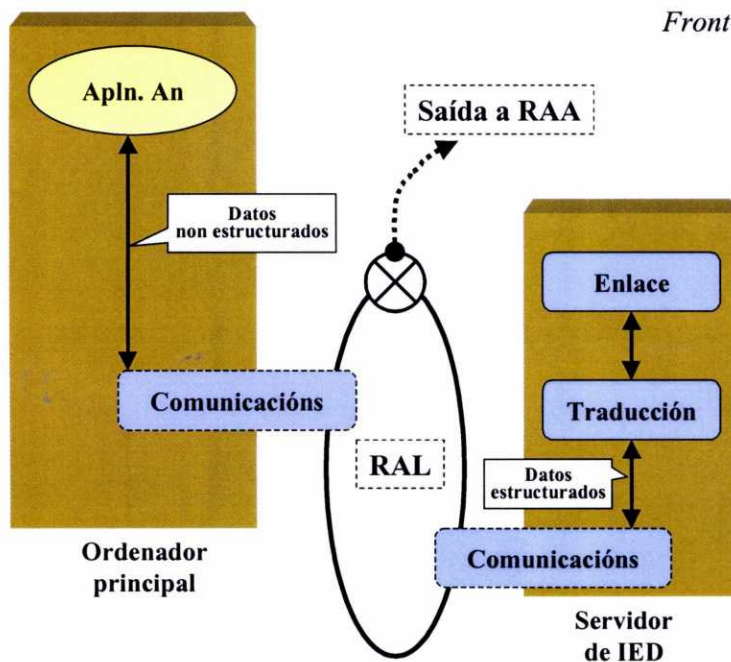 Front
Apln. An
Saída a RAA
Datos
non estructurados
Enlace
Comunicacións
Traducción
RAL
Datos
estructurados
Comunicacións
Ordenador
principal
Servidor
de IED